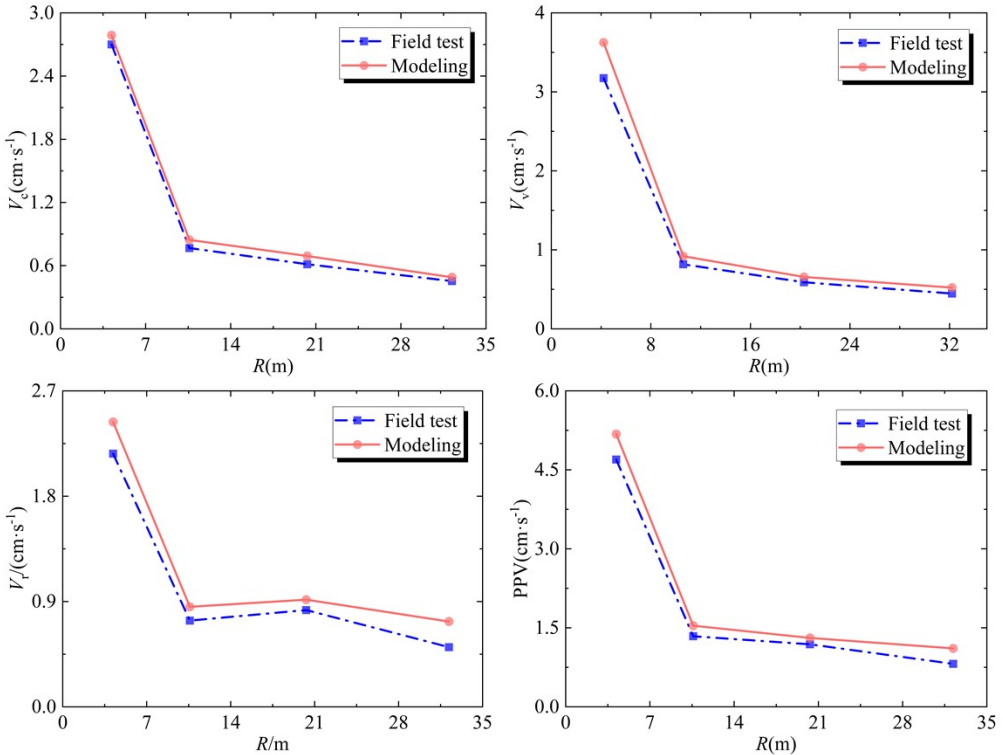 3.0
2.4
1.8
1.2
0.6
0.0
V_c(cm·s⁻¹)
Field test
Modeling
0 7 14 21 28 35
R(m)
4
3
2
1
0
V_v(cm·s⁻¹)
Field test
Modeling
0 8 16 24 32
R(m)
2.7
1.8
0.9
0.0
V_r/(cm·s⁻¹)
Field test
Modeling
0 7 14 21 28 35
R/m
6.0
4.5
3.0
1.5
0.0
PPV(cm·s⁻¹)
Field test
Modeling
0 7 14 21 28 35
R(m)